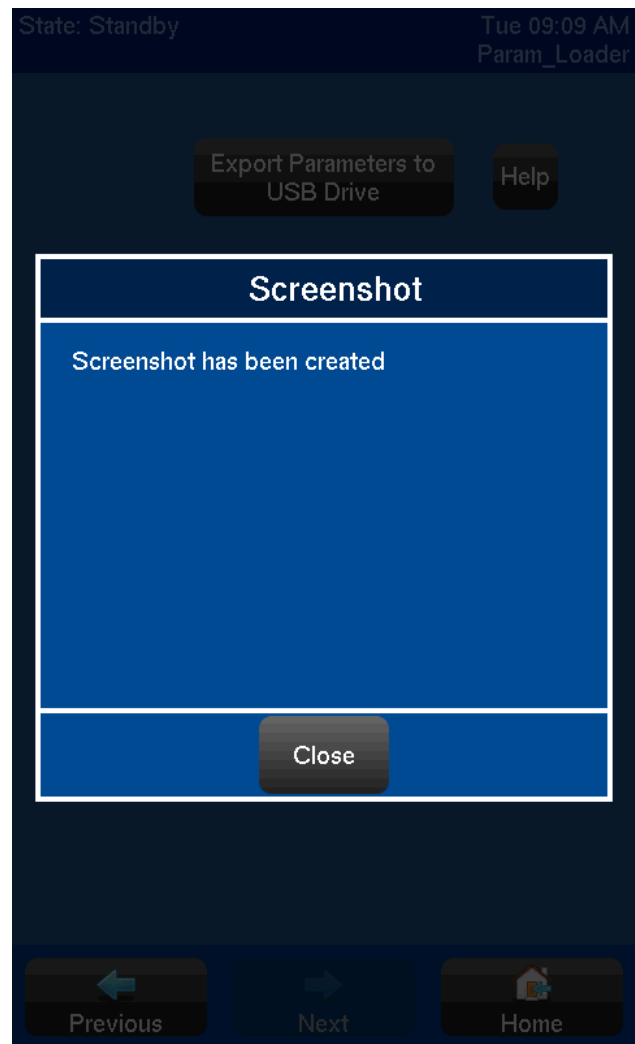 State: Standby
Tue 09:09 AM
Param_Loader
Export Parameters to
USB Drive
Help
Screenshot
Screenshot has been created
Close
Previous
Next
Home